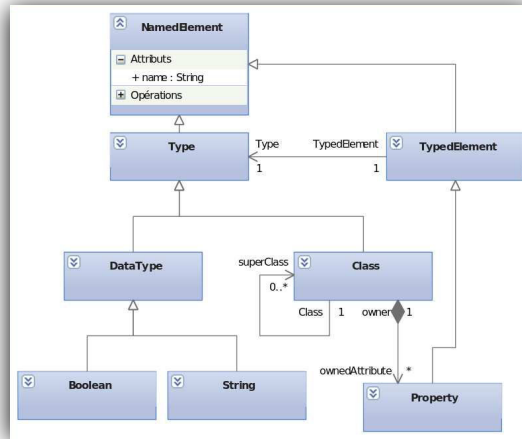 NamedElement
Attributs
+ name : String
Opérations
Type
Type
TypedElement
1
1
TypedElement
DataType
superClass
0..*
Class
Class
1
owner
1
ownedAttribute
*
Boolean
String
Property